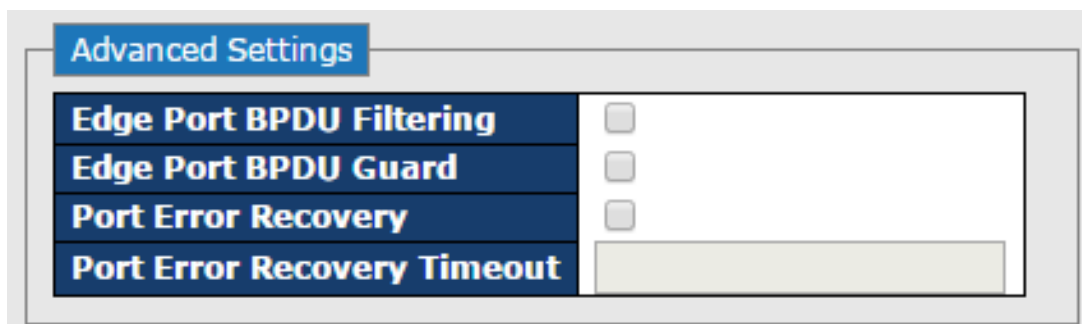 Advanced Settings
Edge Port BPDU Filtering
Edge Port BPDU Guard
Port Error Recovery
Port Error Recovery Timeout